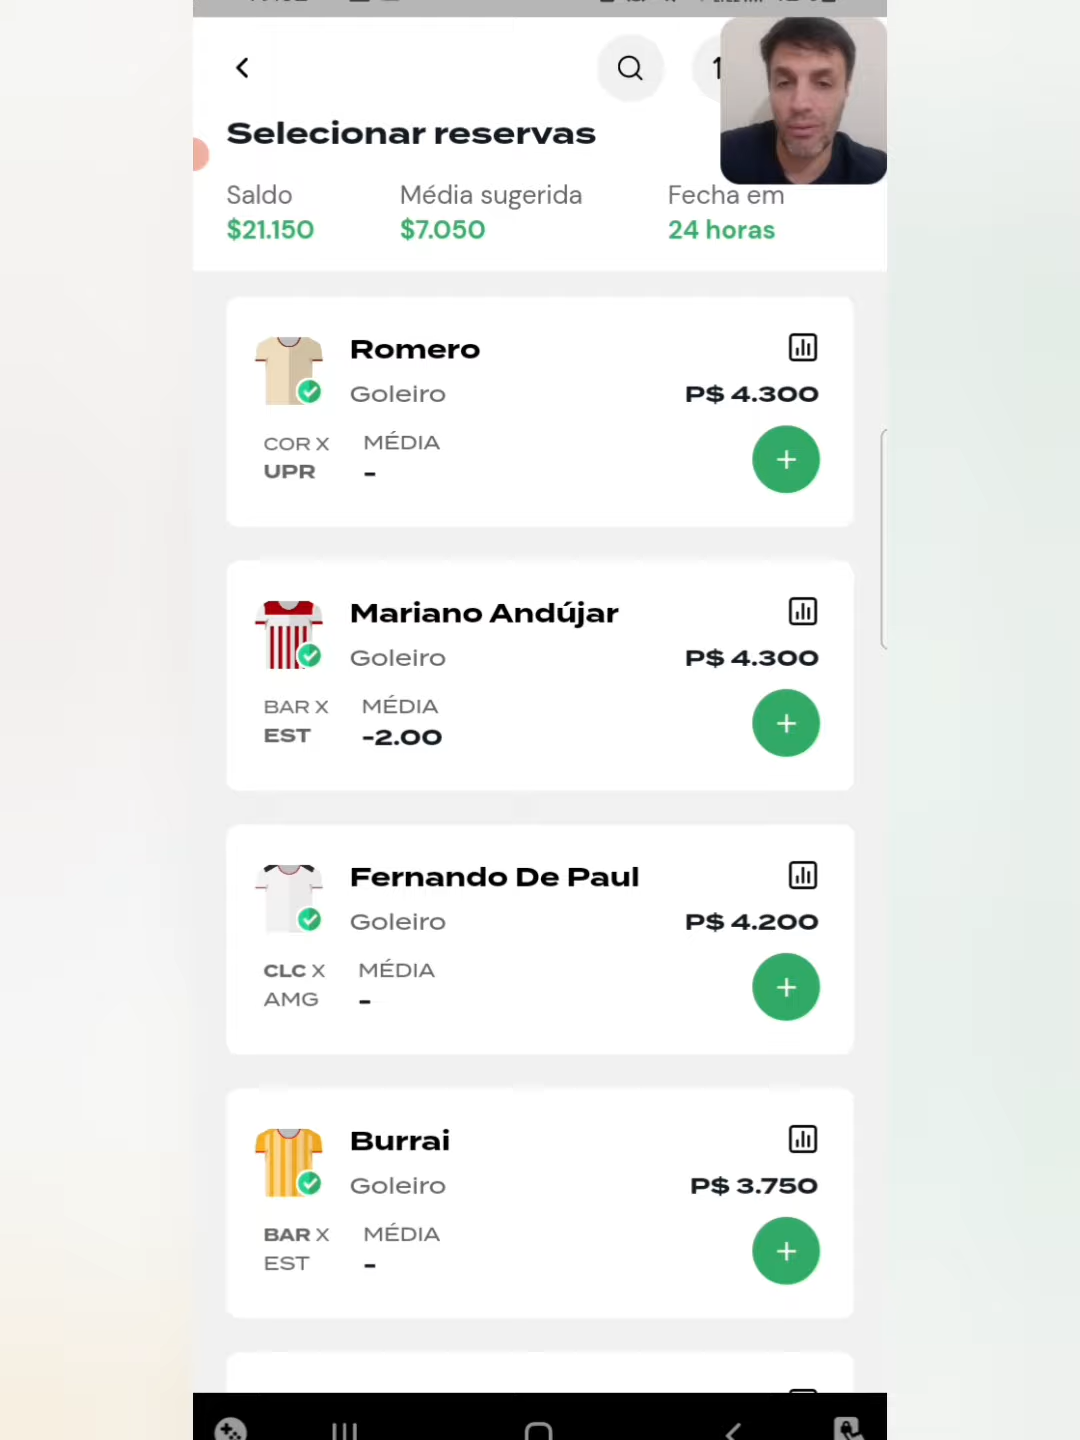 Selecionar reservas
Saldo Média sugerida Fecha em
$21.150 $7.050 24 horas
Romero
Goleiro P$ 4.300
COR X MÉDIA
UPR -
Mariano Andújar
Goleiro P$ 4.300
BAR X MÉDIA
EST -2.00
Fernando De Paul
Goleiro P$ 4.200
CLC X MÉDIA
AMG -
Burrai
Goleiro P$ 3.750
BAR X MÉDIA
EST -